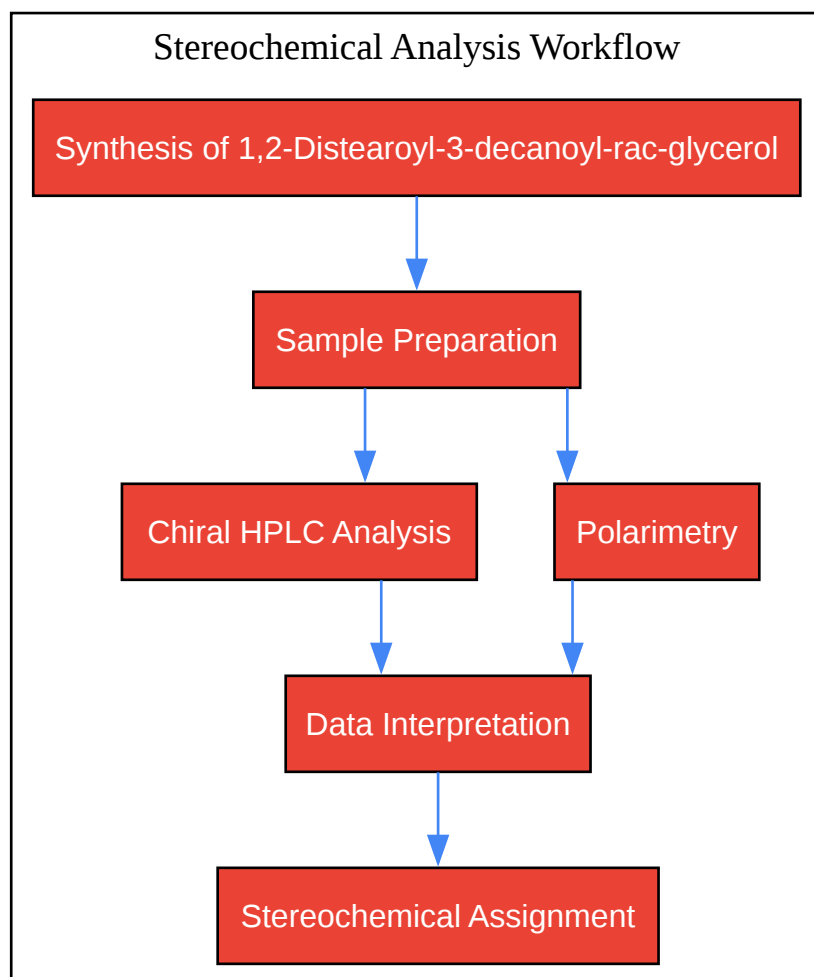 Stereochemical Analysis Workflow
Synthesis of 1,2-Distearoyl-3-decanoyl-rac-glycerol
Sample Preparation
Chiral HPLC Analysis
Polarimetry
Data Interpretation
Stereochemical Assignment